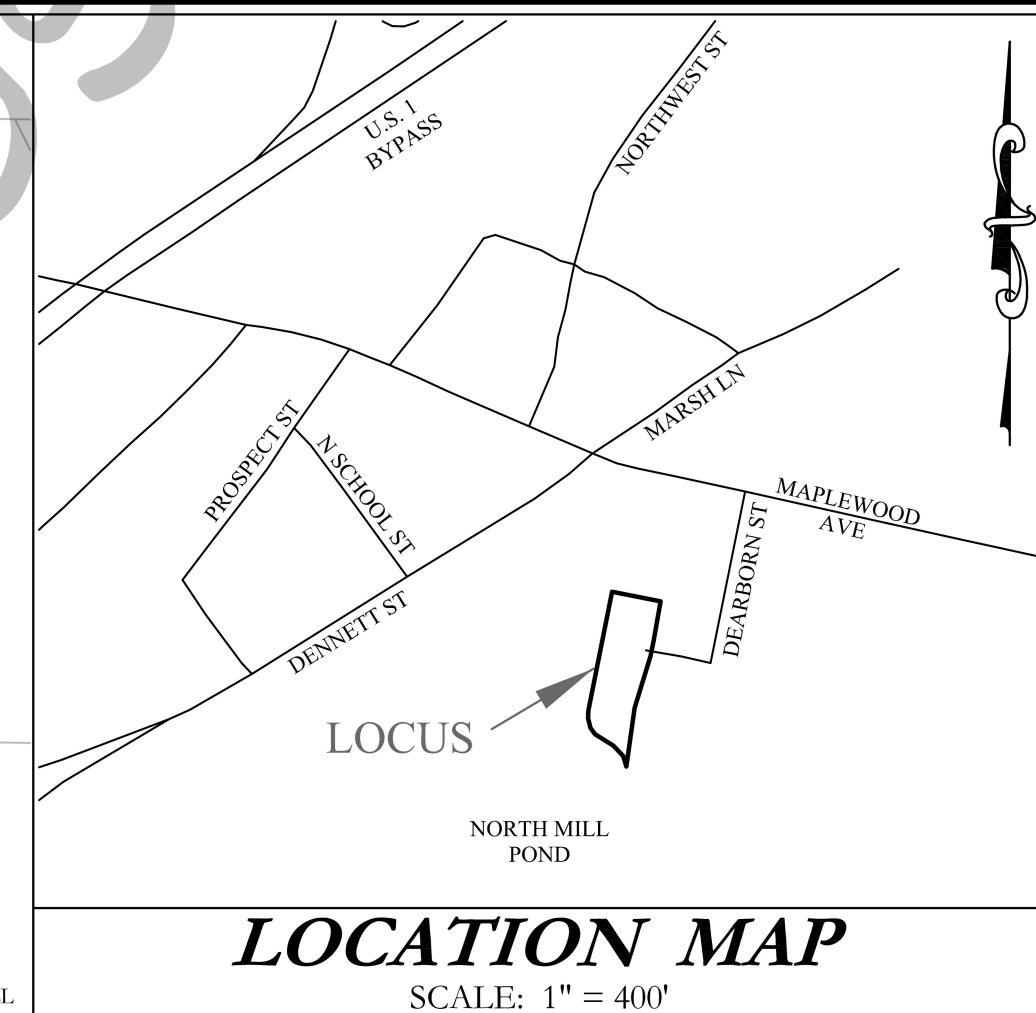 U.S. 1
BYPASS
NORTHWEST ST
MARSH LN
PROSPECT ST
N SCHOOL ST
MAPLEWOOD
AVE
DEARBORN ST
DENNETT ST
LOCUS
NORTH MILL
POND
LOCATION MAP
SCALE: 1" = 400'